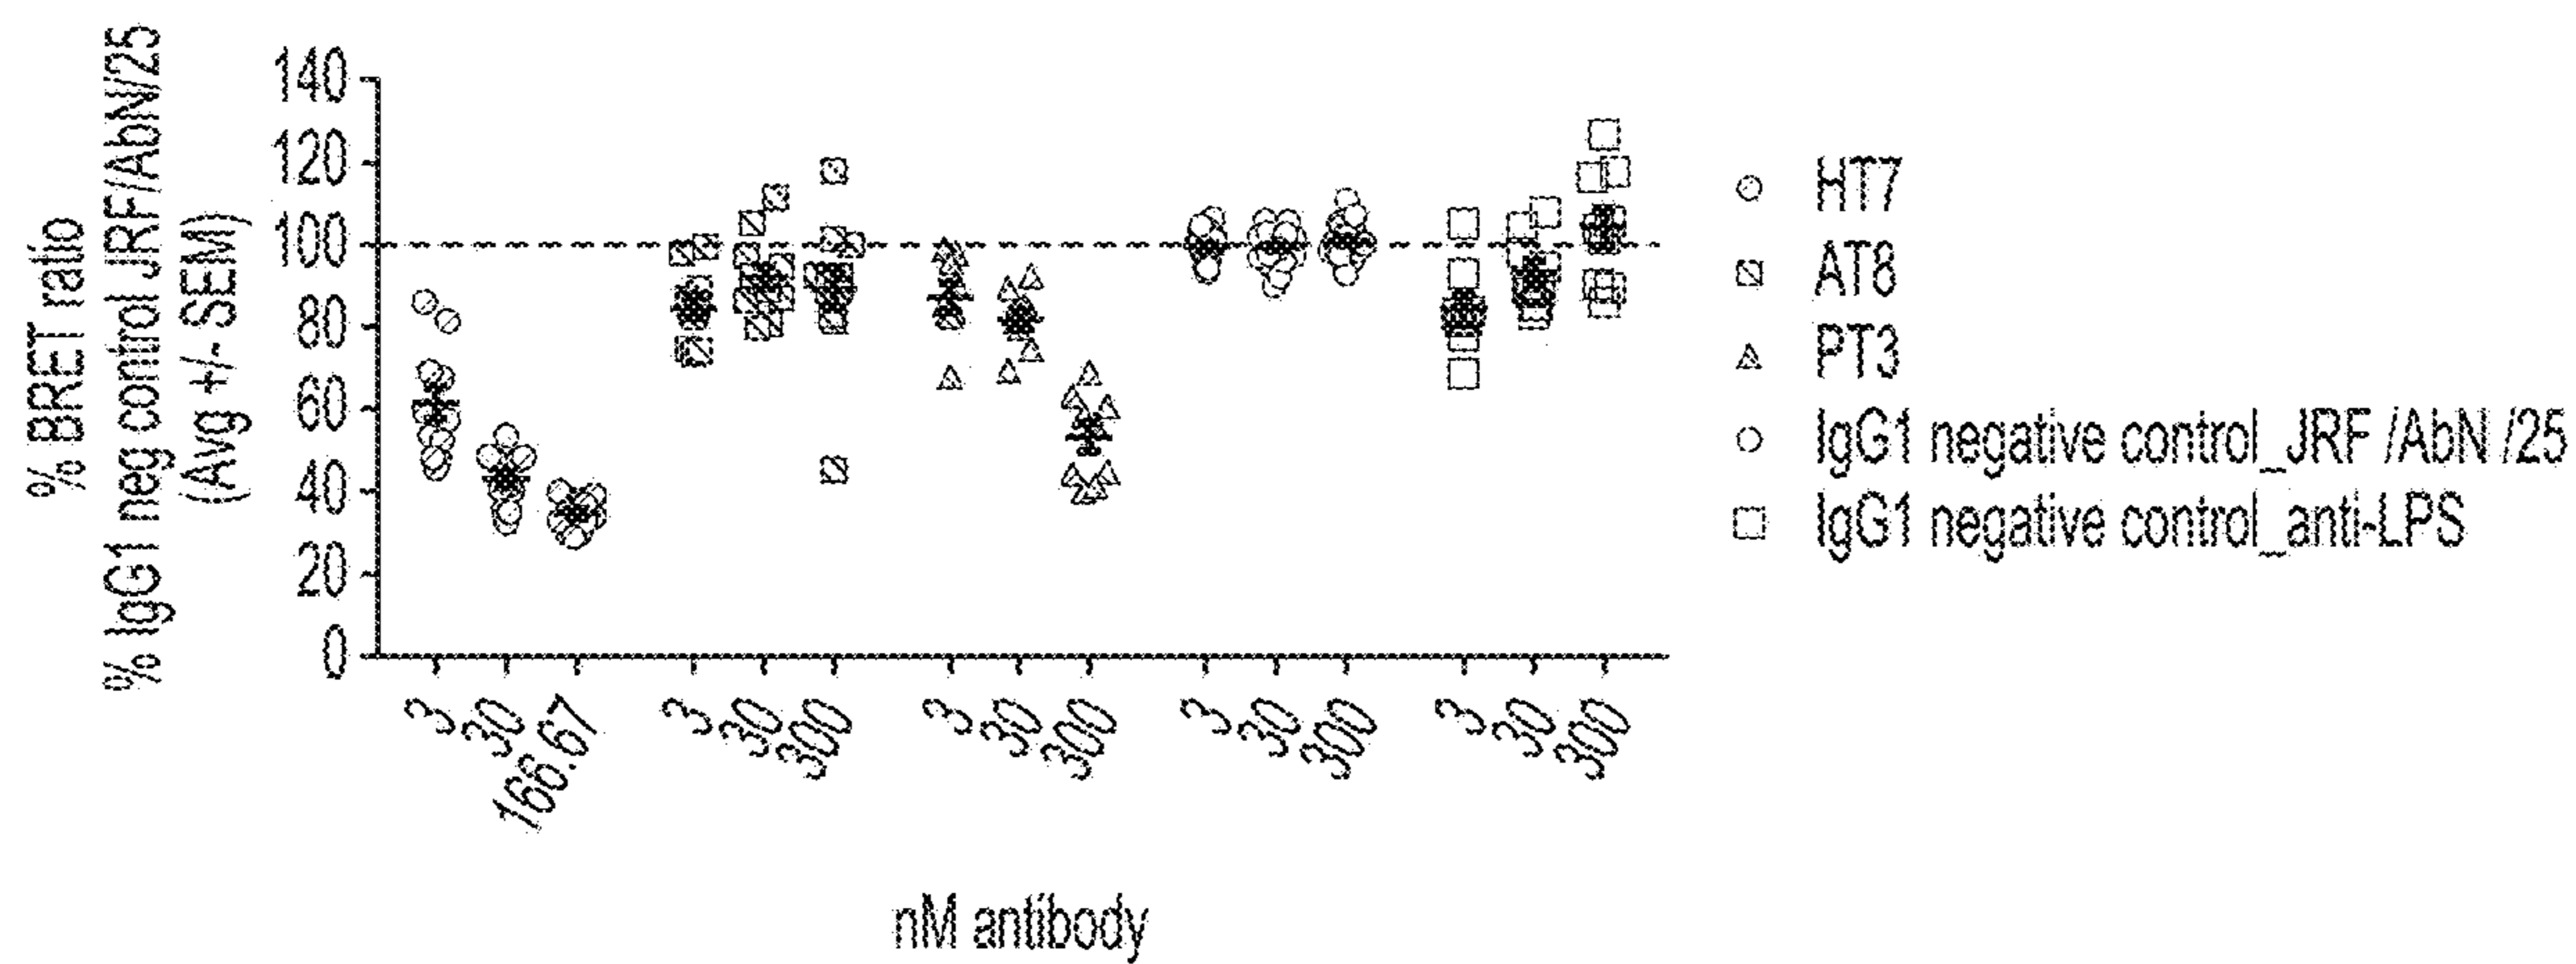 % BRET ratio
% IgG1 neg control JRF/AbN/25
(Avg +/- SEM)
140
120
100
80
60
40
20
0
3
30
166.67
3
30
300
3
30
300
3
30
300
3
30
300
nM antibody
HT7
AT8
PT3
IgG1 negative control_JRF /AbN /25
IgG1 negative control_anti-LPS